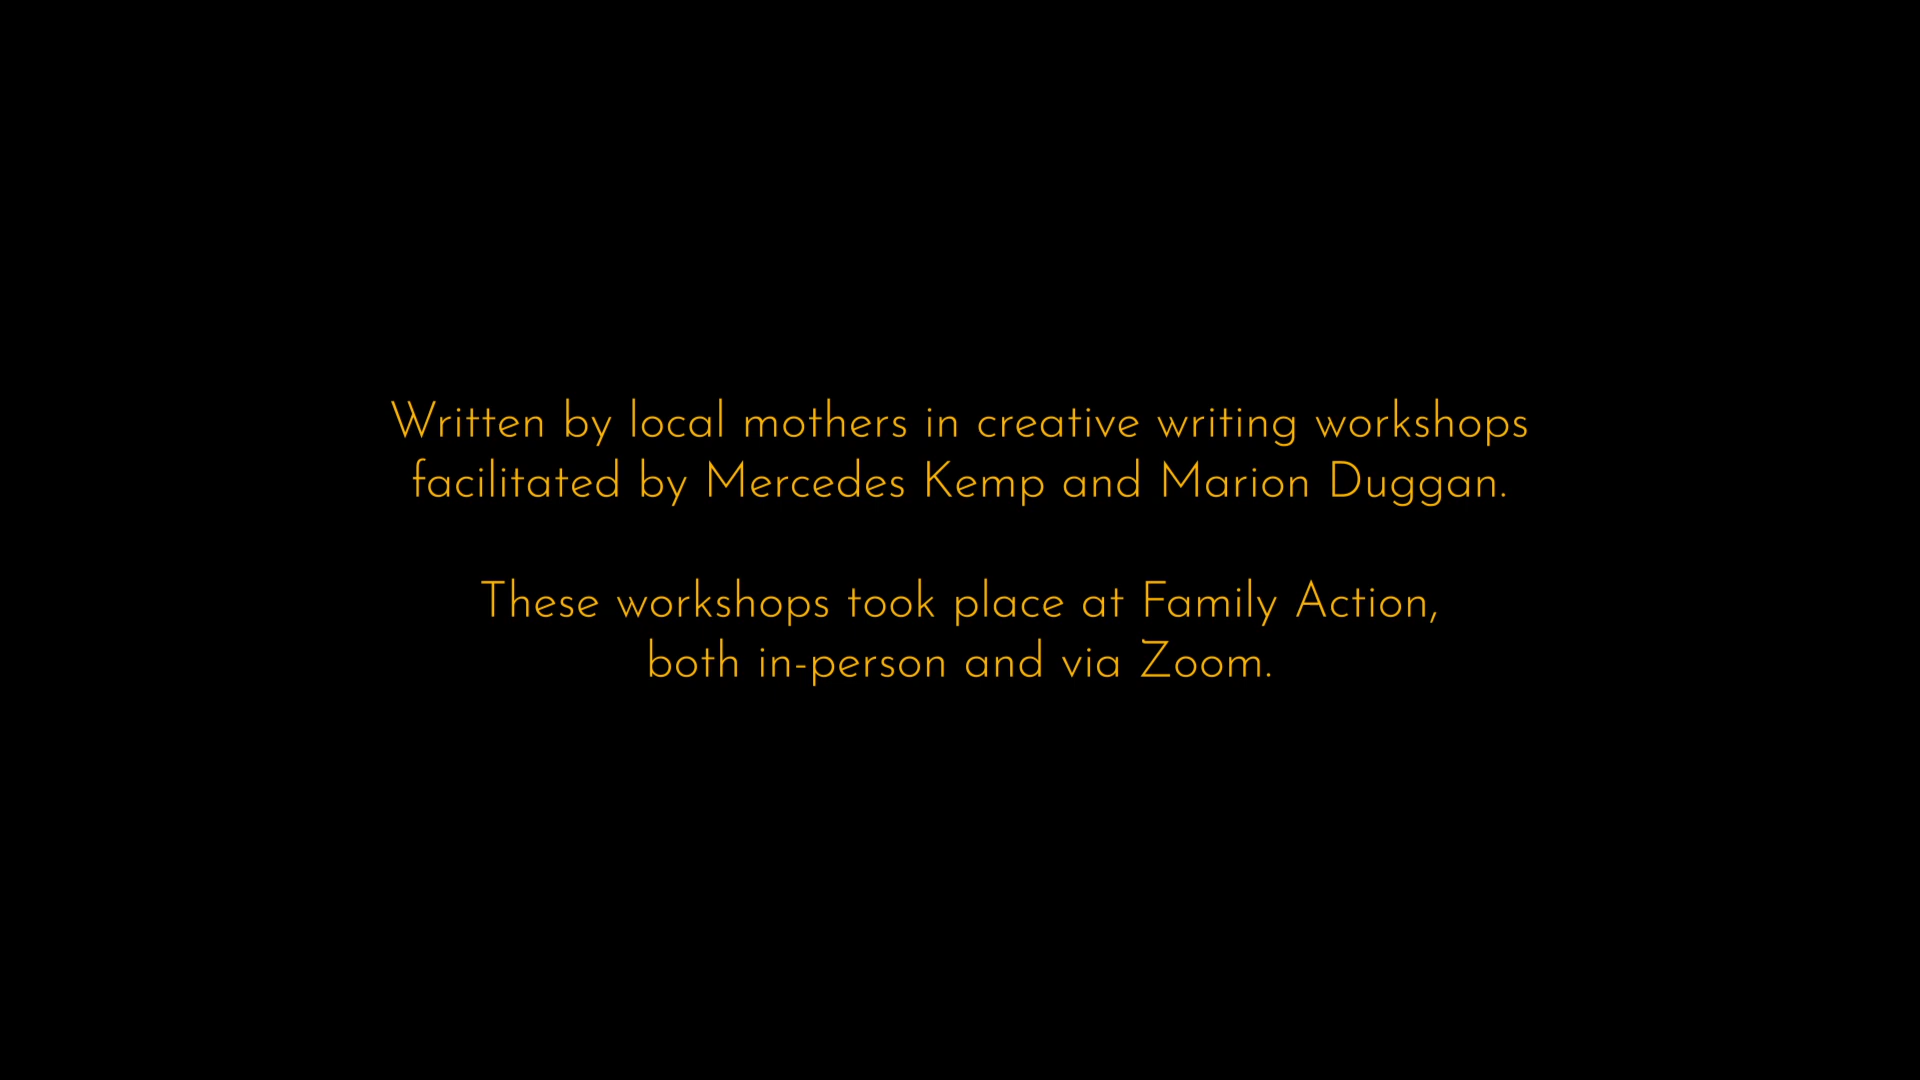 Written by local mothers in creative writing workshops
facilitated by Mercedes Kemp and Marion Duggan.
These workshops took place at Family Action,
both in-person and via Zoom.